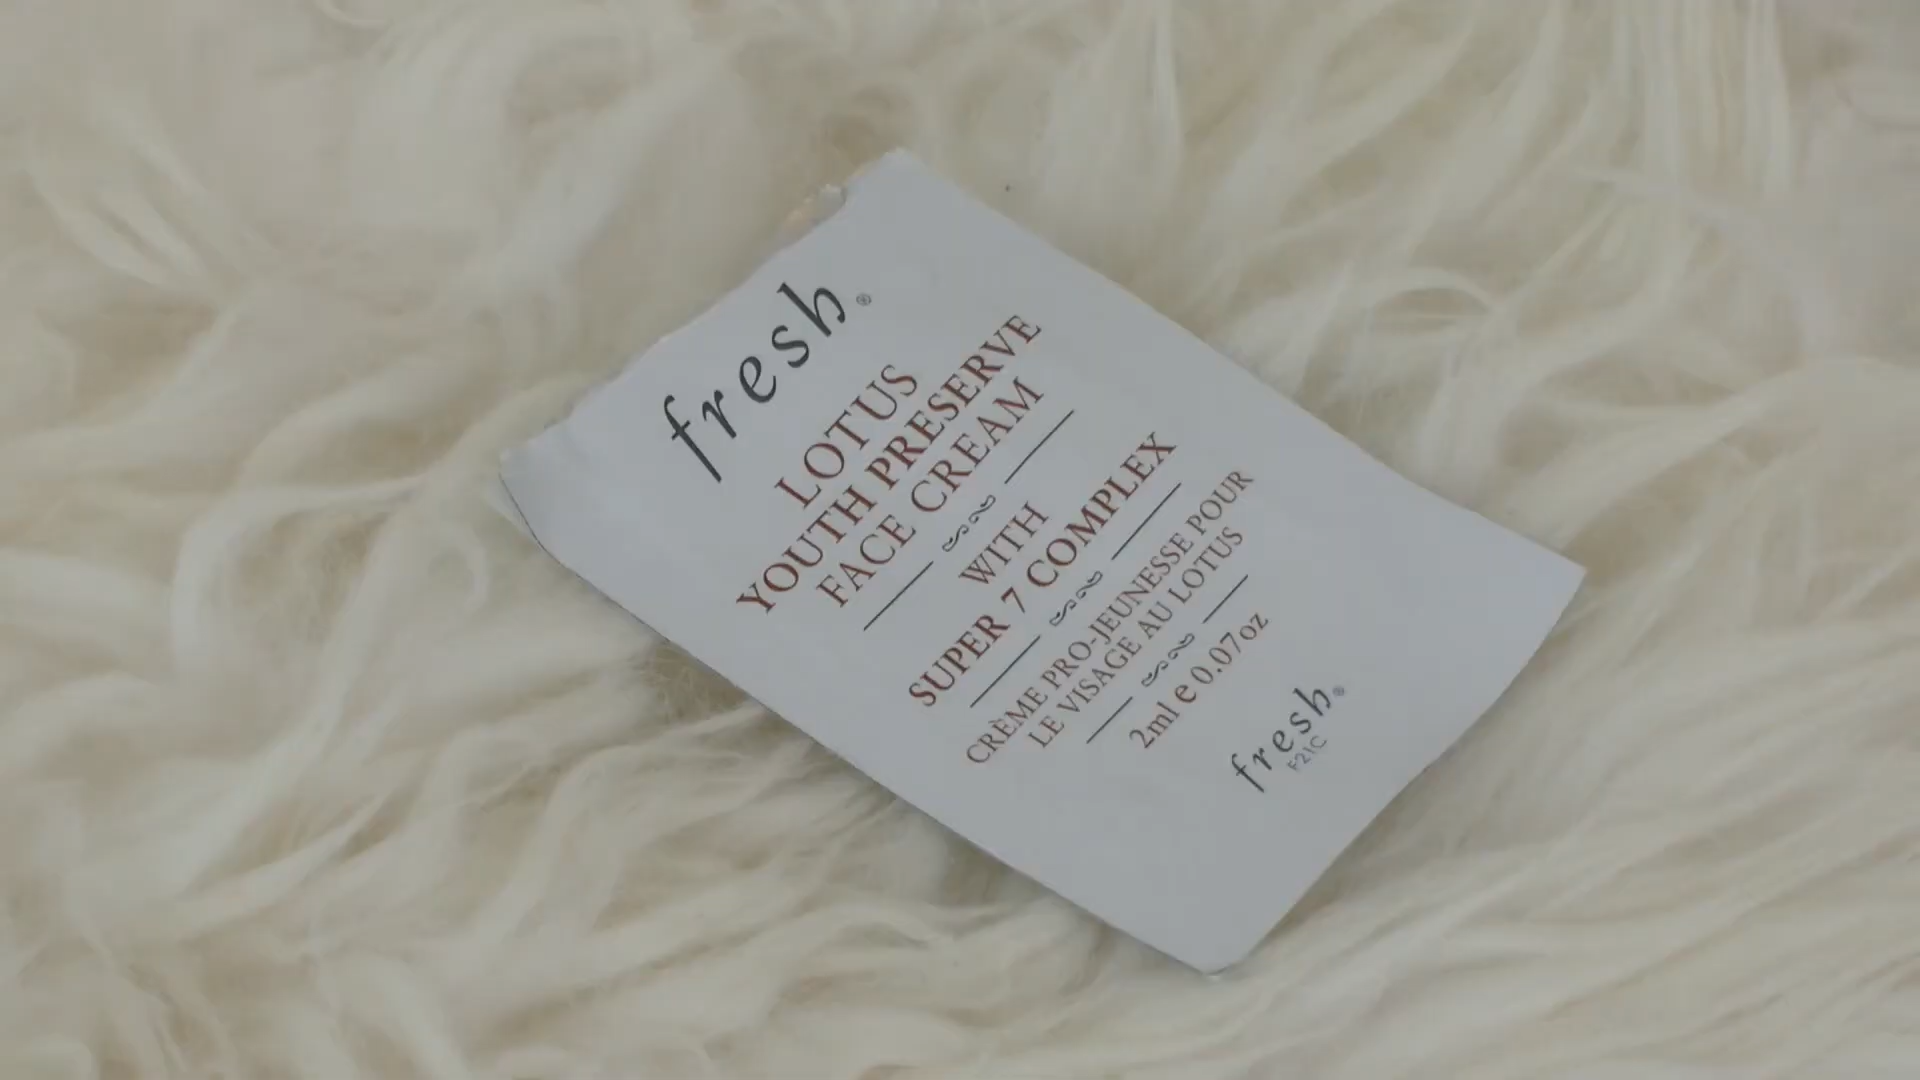 fresh®
LOTUS
YOUTH PRESERVE
FACE CREAM
WITH
SUPER 7 COMPLEX
CRÈME PRO-JEUNESSE POUR
LE VISAGE AU LOTUS
2ml e 0.07oz
fresh®
F21C